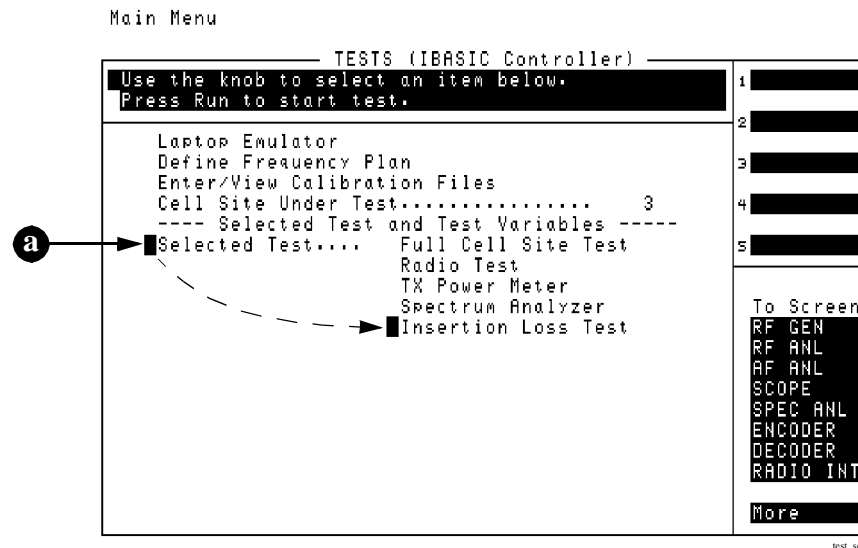 Main Menu
TESTS (IBASIC Controller)
Use the knob to select an item below.
Press Run to start test.
Laptop Emulator
Define Frequency Plan
Enter/View Calibration Files
Cell Site Under Test................ 3
---- Selected Test and Test Variables -----
a
Selected Test.... Full Cell Site Test
Radio Test
TX Power Meter
Spectrum Analyzer
Insertion Loss Test
1
2
3
4
5
To Screen
RF GEN
RF ANL
AF ANL
SCOPE
SPEC ANL
ENCODER
DECODER
RADIO INT
More